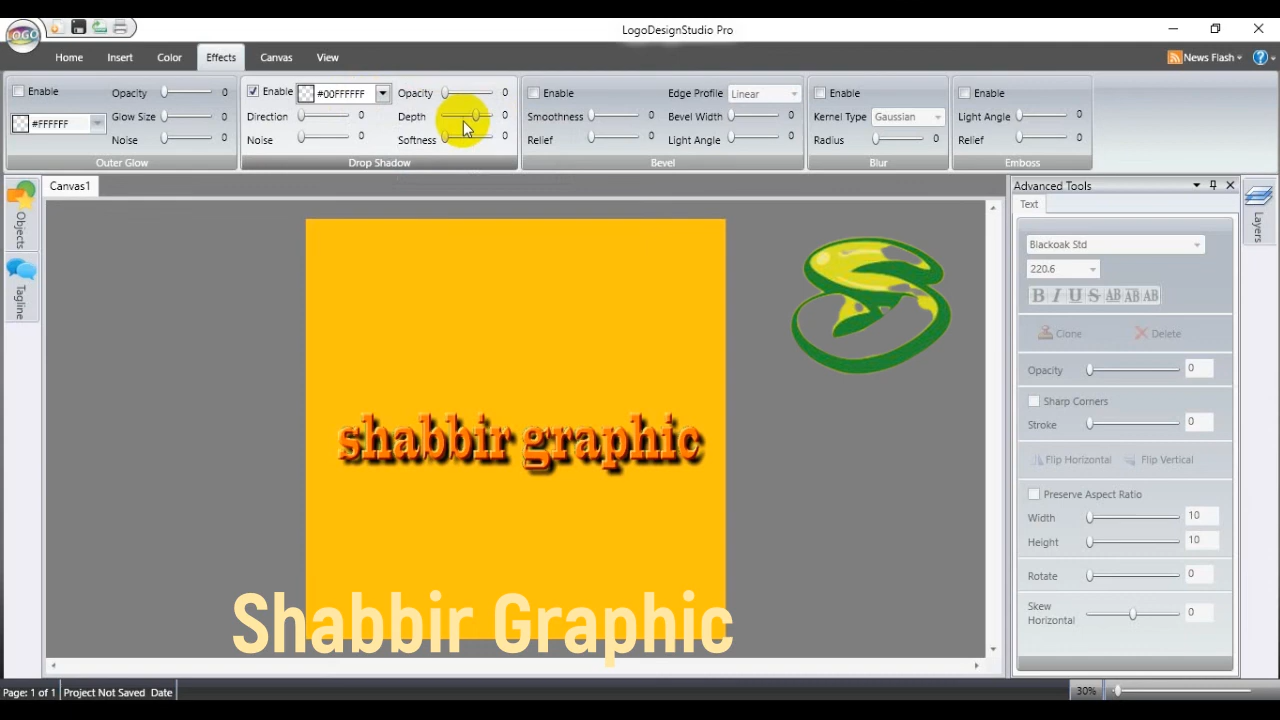 LogoDesignStudio Pro
LOGO
Home Insert Color Effects Canvas View News Flash ?
Enable Opacity 0
#FFFFFF Glow Size 0
Noise 0
Outer Glow
Enable #00FFFFFF Opacity 0
Direction 0 Depth 0
Noise 0 Softness 0
Drop Shadow
Enable Edge Profile Linear
Smoothness 0 Bevel Width 0
Relief 0 Light Angle 0
Bevel
Enable
Kernel Type Gaussian
Radius 0
Blur
Enable
Light Angle 0
Relief 0
Emboss
Objects
Tagline
Canvas1
shabbir graphic
Shabbir Graphic
Advanced Tools
Text
Blackoak Std
220.6
B I U S AB AB AB
Clone Delete
Opacity 0
Sharp Corners
Stroke 0
Flip Horizontal Flip Vertical
Preserve Aspect Ratio
Width 10
Height 10
Rotate 0
Skew
Horizontal 0
Layers
Page: 1 of 1 Project Not Saved Date 30%